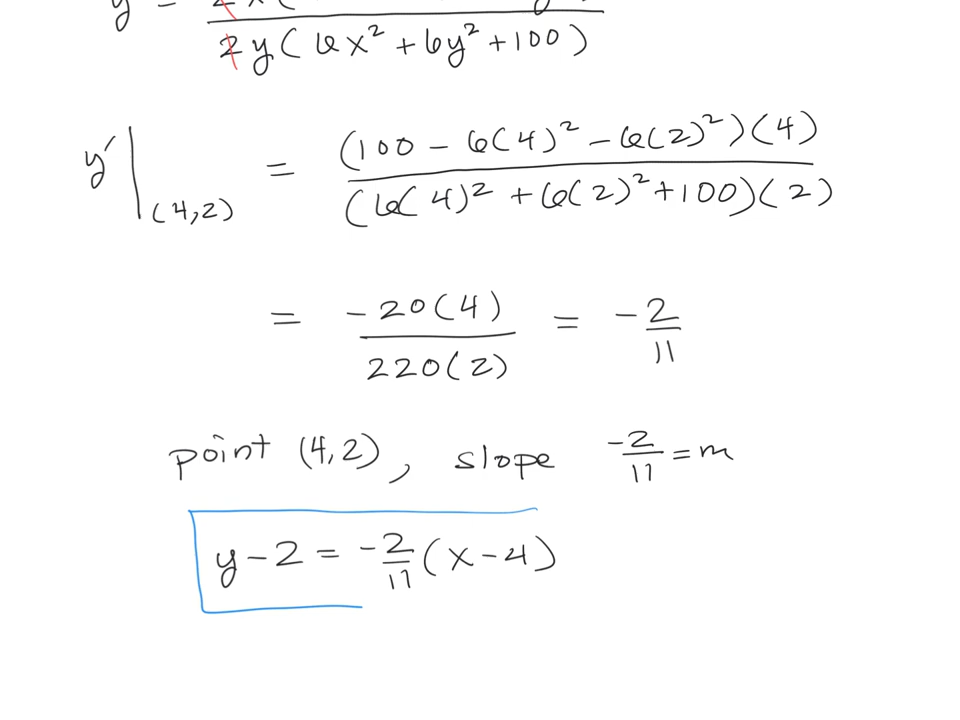 y = x(
2y(6x² + 6y² + 100)
y′|(4,2) = (100 - 6(4)² - 6(2)²)(4)
(6(4)² + 6(2)² + 100)(2)
= -20(4) / 220(2) = -2/11
point (4,2), slope -2/11 = m
y - 2 = -2/11 (x - 4)